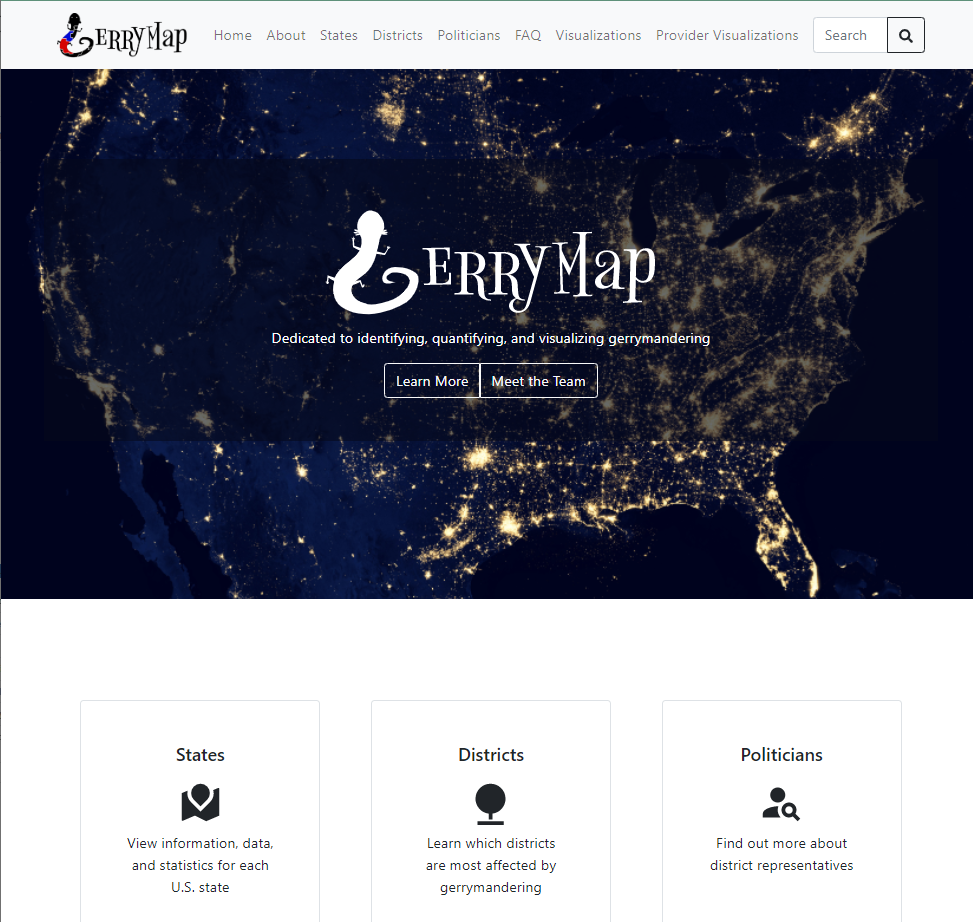 GERRYMAP
Home About States Districts Politicians FAQ Visualizations Provider Visualizations Search
GERRYMAP
Dedicated to identifying, quantifying, and visualizing gerrymandering
Learn More Meet the Team
States Districts Politicians
View information, data,
and statistics for each
U.S. state
Learn which districts
are most affected by
gerrymandering
Find out more about
district representatives